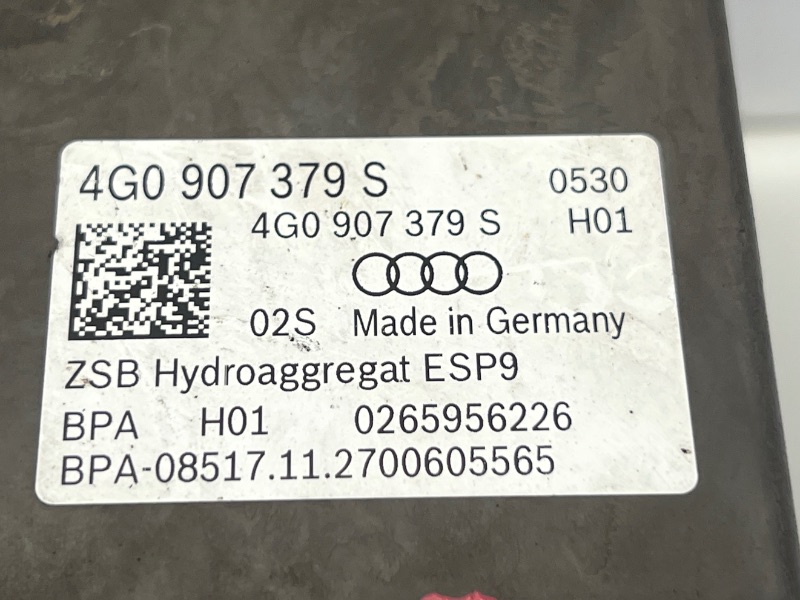 4G0 907 379 S 0530
4G0 907 379 S H01
02S Made in Germany
ZSB Hydroaggregat ESP9
BPA H01 0265956226
BPA-08517.11.2700605565